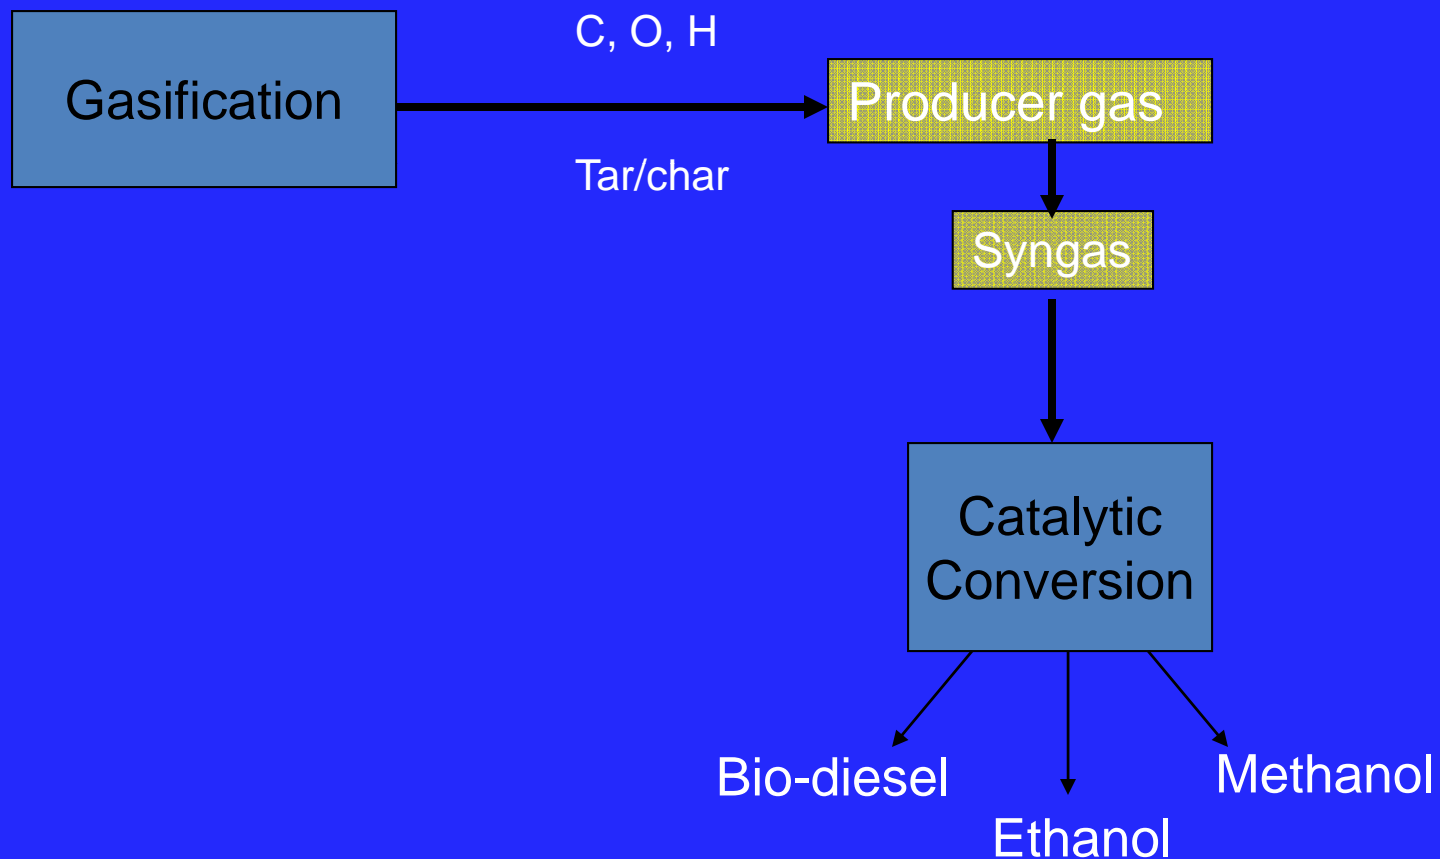 C, O, H
Gasification
Producer gas
Tar/char
Syngas
Catalytic
Conversion
Bio-diesel
Methanol
Ethanol